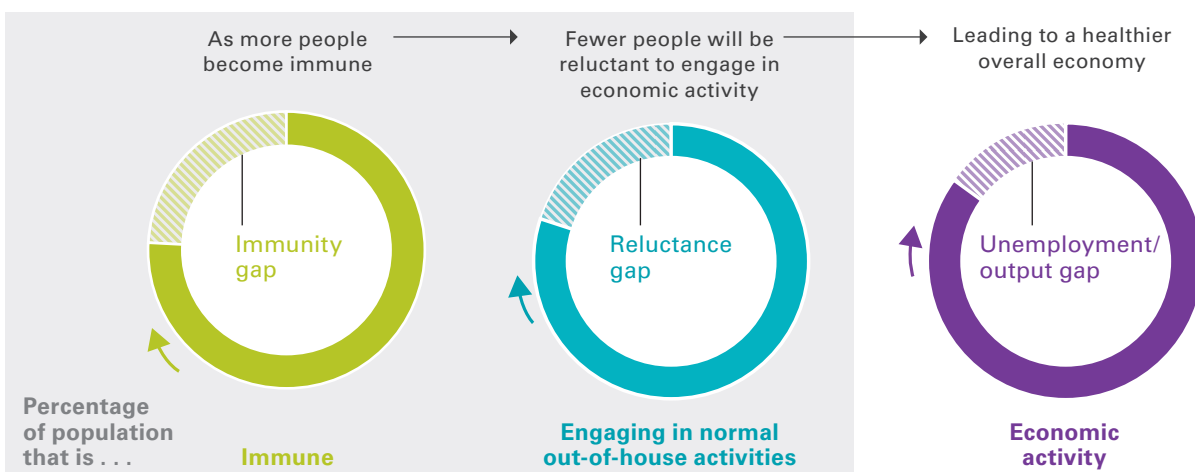 As more people
become immune
Fewer people will be
reluctant to engage in
economic activity
Leading to a healthier
overall economy
Immunity
gap
Reluctance
gap
Unemployment/
output gap
Percentage
of population
that is . . .
Immune
Engaging in normal
out-of-house activities
Economic
activity